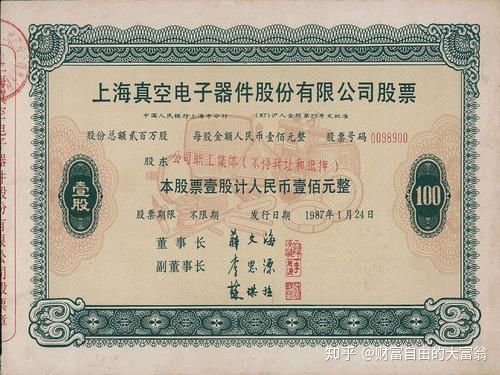 上海真空电子器件股份有限公司股票
中国人民银行上海市分行 (87)沪人金股第25号文批准
股份总额贰百万股 每股金额人民币壹佰元整 股票号码 0098900
股东 公司职工集体(不得转让和抵押)
本股票壹股计人民币壹佰元整
壹股
100
股票期限 不限期 发行日期 1987年1月24日
董事长 薛文海
副董事长 李思源
知乎 @财富自由的大富翁